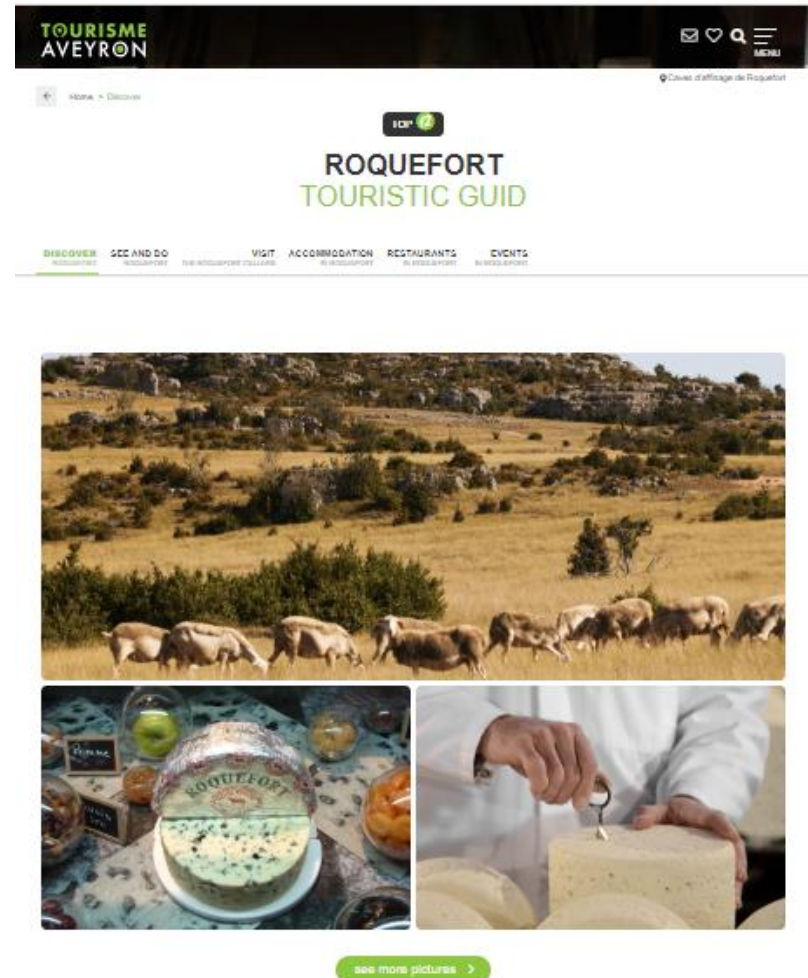 TOURISME
AVEYRON
MENU
Caves d'affinage de Roquefort
Home > Discover
TOP 12
ROQUEFORT
TOURISTIC GUID
DISCOVER SEE AND DO VISIT ACCOMMODATION RESTAURANTS EVENTS
ROQUEFORT ROQUEFORT THE ROQUEFORT CELLARS IN ROQUEFORT IN ROQUEFORT IN ROQUEFORT
Pomme
ROQUEFORT
see more pictures >